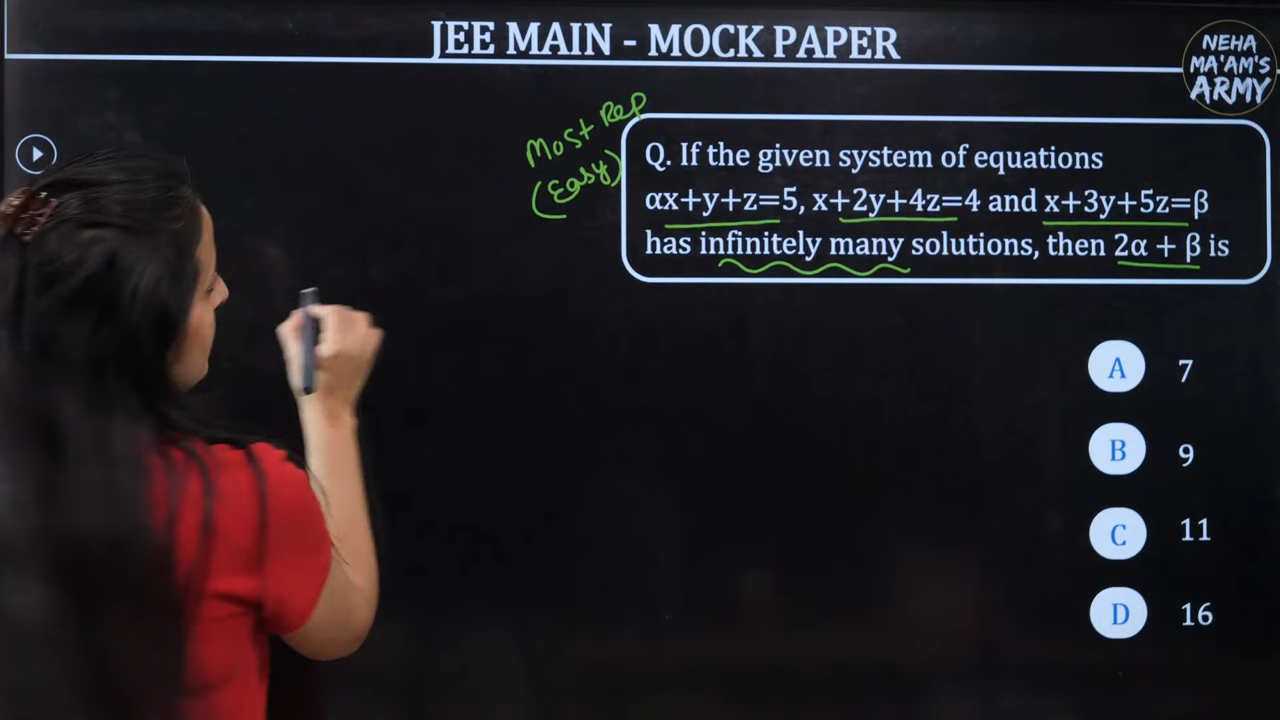 JEE MAIN - MOCK PAPER
NEHA
MA'AM'S
ARMY
Most Rep
(Easy)
Q. If the given system of equations
αx+y+z=5, x+2y+4z=4 and x+3y+5z=β
has infinitely many solutions, then 2α + β is
A 7
B 9
C 11
D 16